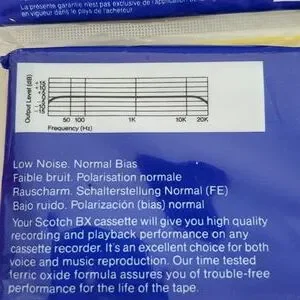 La présente garantie n'est pas exclusive de l'application de
en vigueur dans le pays de l'acheteur
Output Level (dB)
50 100 1K 10K 20K
Frequency (Hz)
Low Noise. Normal Bias
Faible bruit. Polarisation normale
Rauscharm. Schalterstellung Normal (FE)
Bajo ruido. Polarización (bias) normal
Your Scotch BX cassette will give you high quality
recording and playback performance on any
cassette recorder. It's an excellent choice for both
voice and music reproduction. Our time tested
ferric oxide formula assures you of trouble-free
performance for the life of the tape.